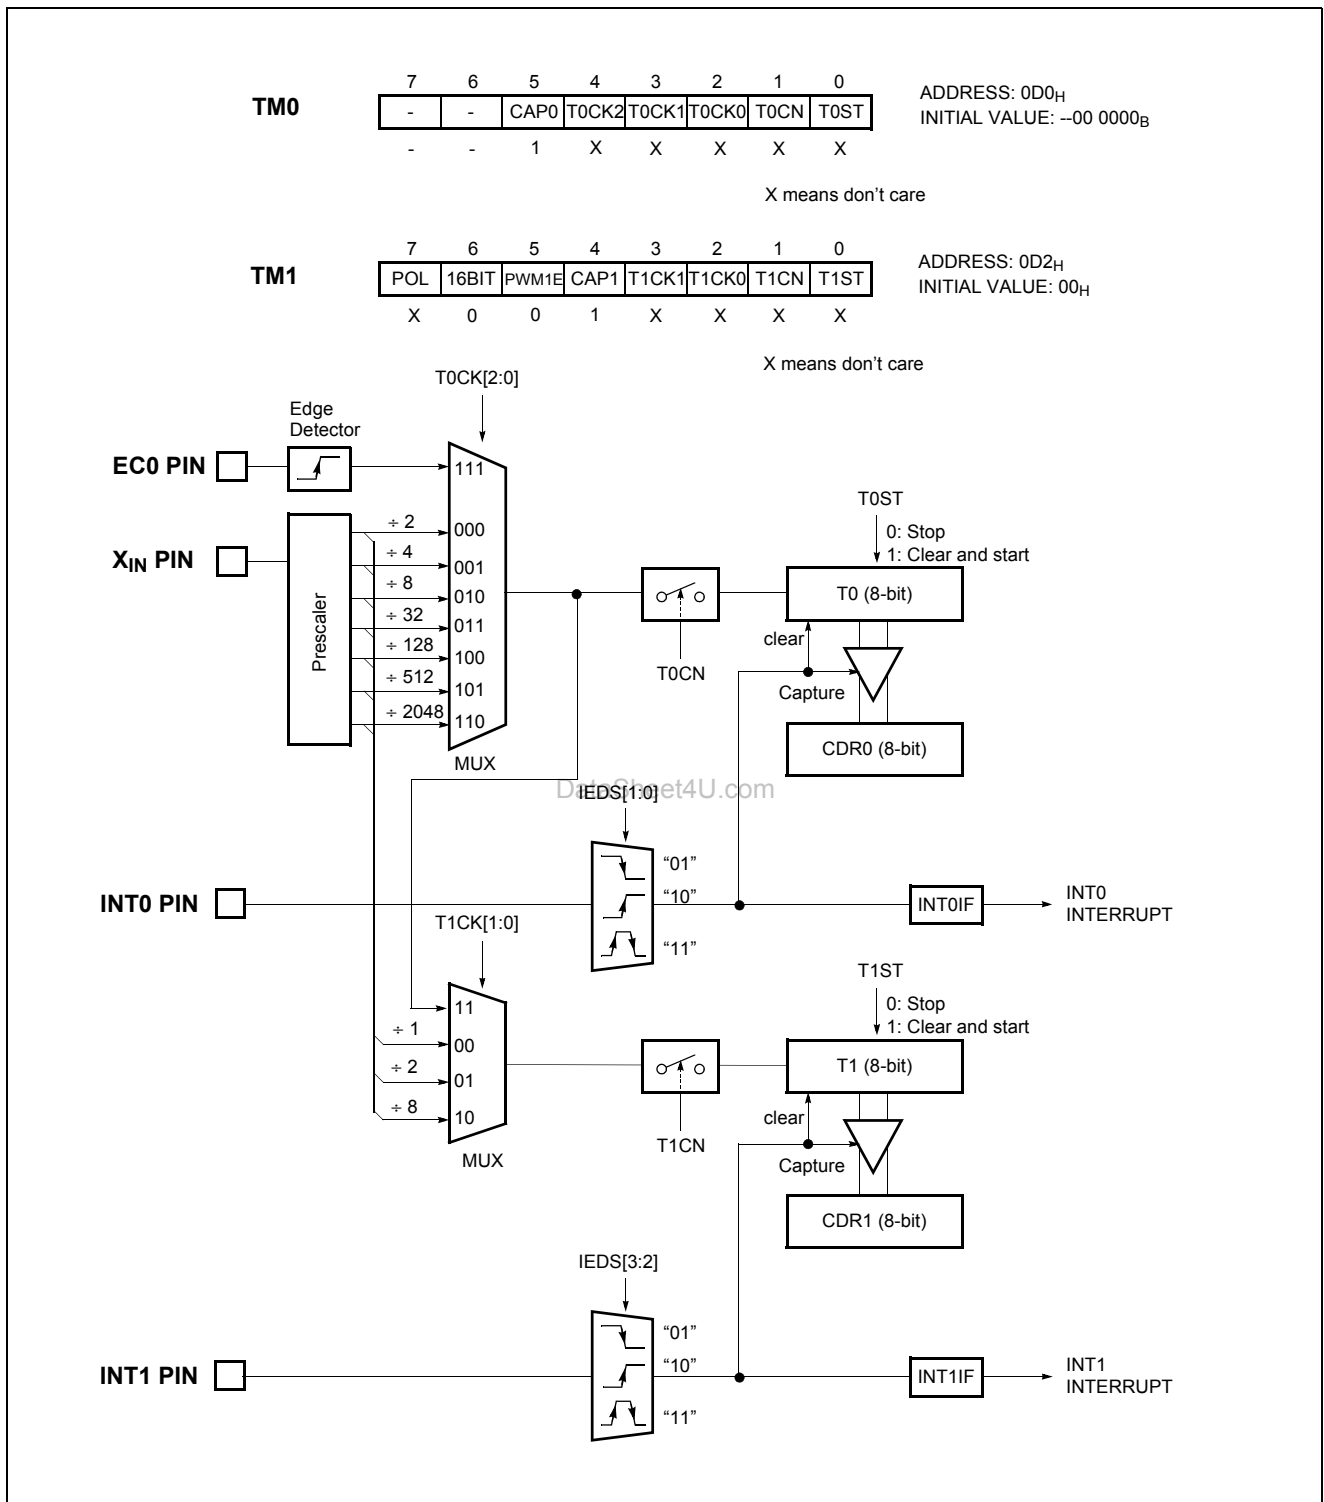 7 6 5 4 3 2 1 0
TM0 - - CAP0 T0CK2 T0CK1 T0CK0 T0CN T0ST
- - 1 X X X X X
ADDRESS: 0D0H
INITIAL VALUE: --00 0000B
X means don't care
7 6 5 4 3 2 1 0
TM1 POL 16BIT PWM1E CAP1 T1CK1 T1CK0 T1CN T1ST
X 0 0 1 X X X X
ADDRESS: 0D2H
INITIAL VALUE: 00H
X means don't care
T0CK[2:0]
Edge
Detector
EC0 PIN
111
XIN PIN
Prescaler
÷ 2 000
÷ 4 001
÷ 8 010
÷ 32 011
÷ 128 100
÷ 512 101
÷ 2048 110
MUX
T0CN
T0ST
0: Stop
1: Clear and start
T0 (8-bit)
clear
Capture
CDR0 (8-bit)
DataSheet4U.com
IEDS[1:0]
“01”
“10”
“11”
INT0 PIN
INT0IF
INT0
INTERRUPT
T1CK[1:0]
11
÷ 1 00
÷ 2 01
÷ 8 10
MUX
T1CN
T1ST
0: Stop
1: Clear and start
T1 (8-bit)
clear
Capture
CDR1 (8-bit)
IEDS[3:2]
“01”
“10”
“11”
INT1 PIN
INT1IF
INT1
INTERRUPT